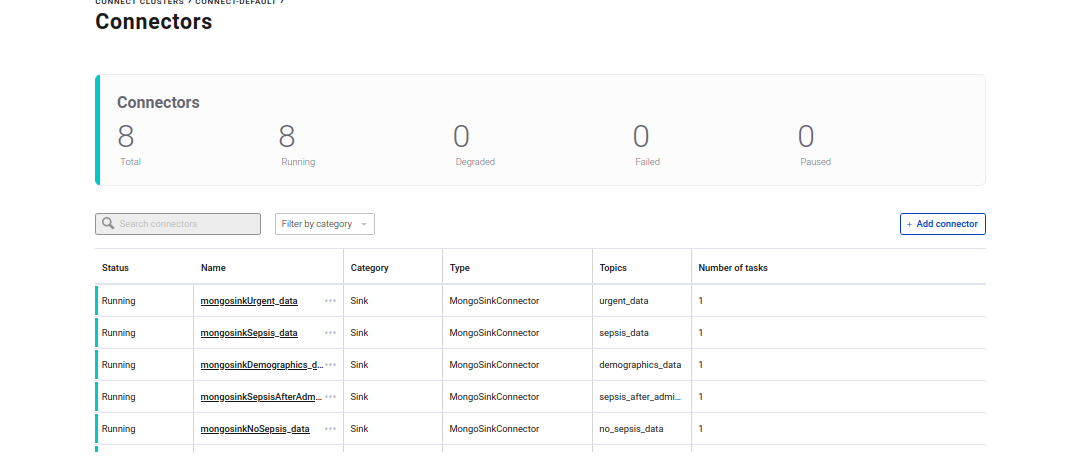 CONNECT CLUSTERS › CONNECT-DEFAULT ›
Connectors
Connectors
8 8 0 0 0
Total Running Degraded Failed Paused
Search connectors Filter by category + Add connector
Status Name Category Type Topics Number of tasks
Running mongosinkUrgent_data ••• Sink MongoSinkConnector urgent_data 1
Running mongosinkSepsis_data ••• Sink MongoSinkConnector sepsis_data 1
Running mongosinkDemographics_d... ••• Sink MongoSinkConnector demographics_data 1
Running mongosinkSepsisAfterAdm... ••• Sink MongoSinkConnector sepsis_after_admi... 1
Running mongosinkNoSepsis_data ••• Sink MongoSinkConnector no_sepsis_data 1